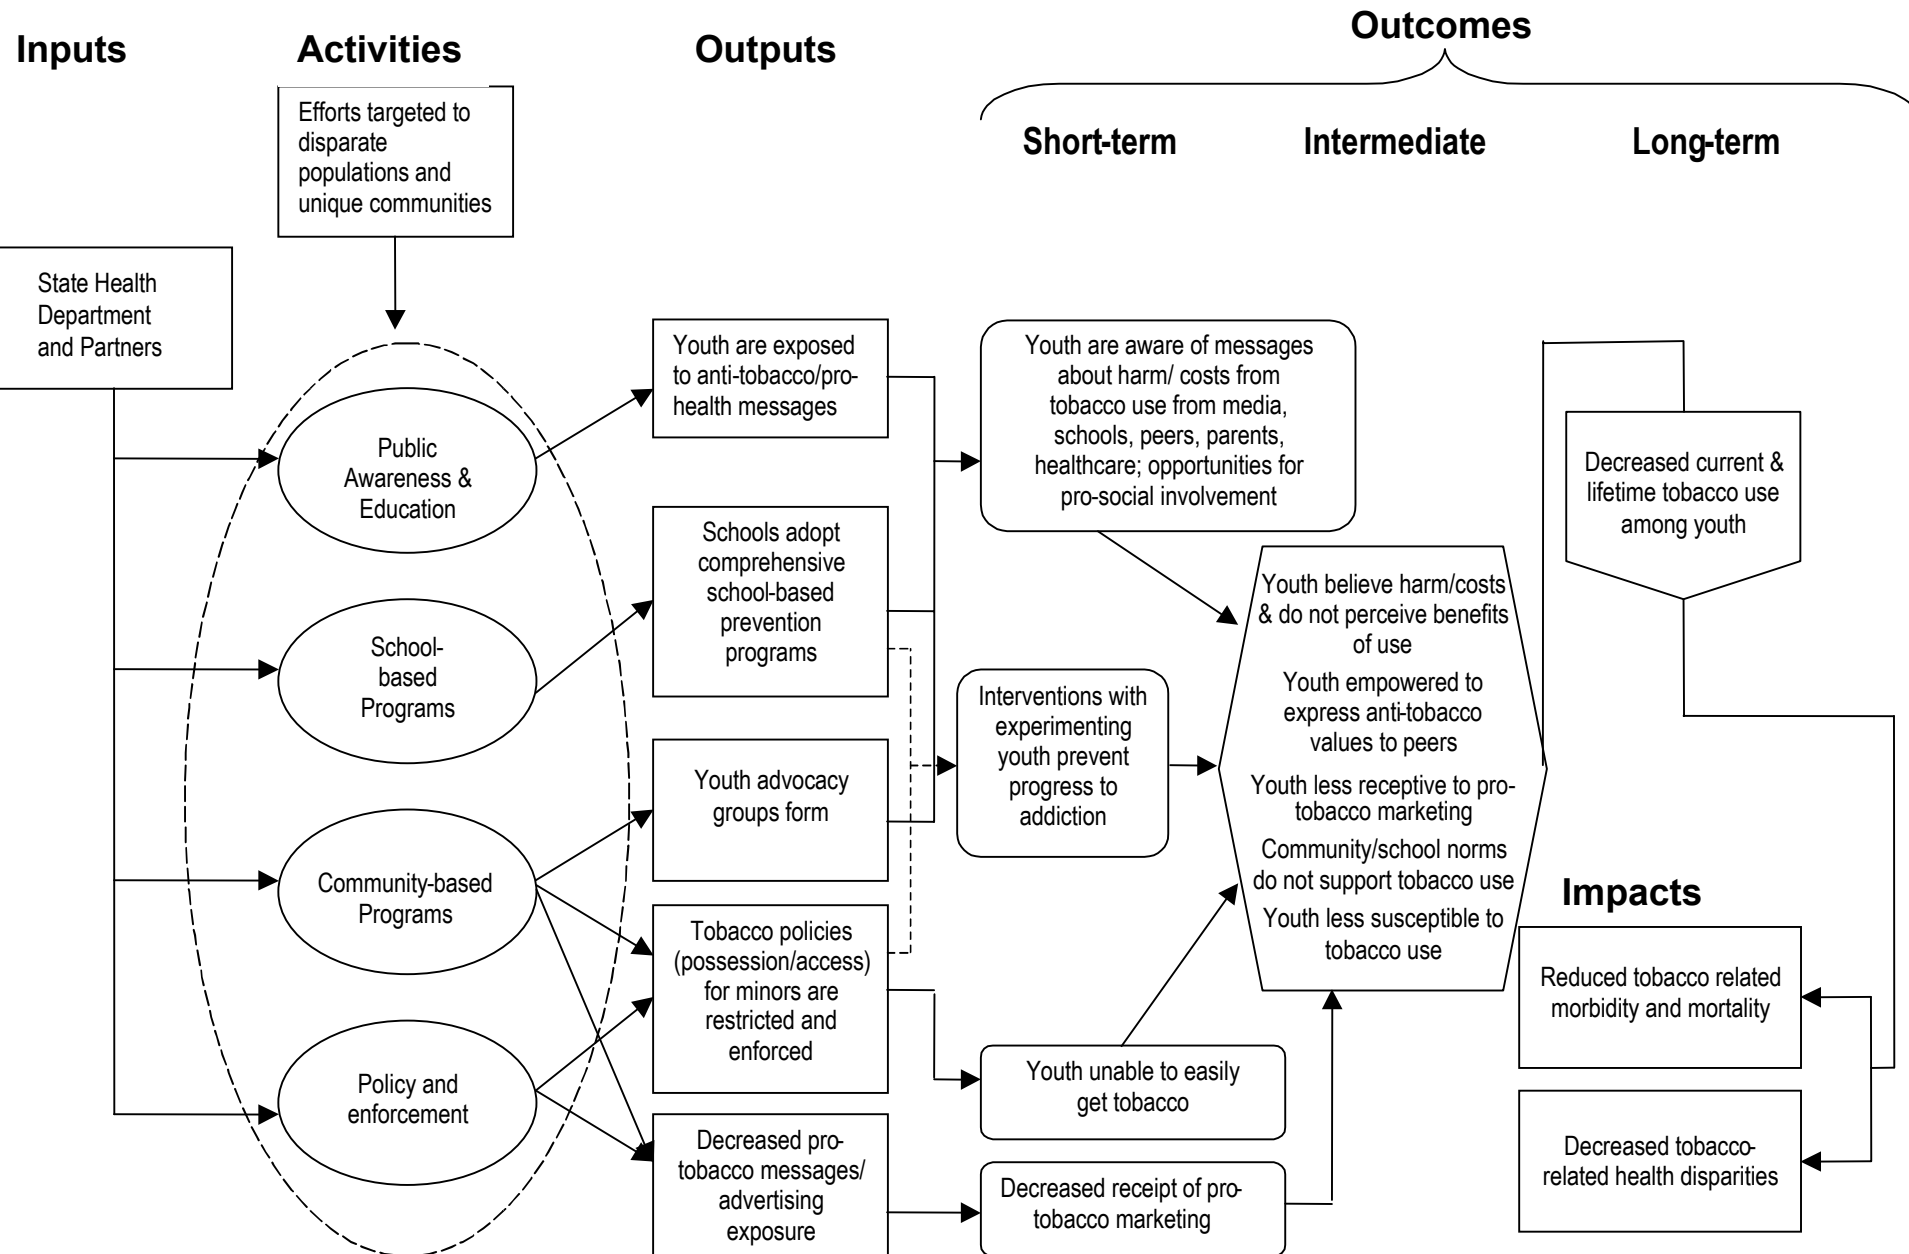 Inputs
Activities
Outputs
Outcomes
Short-term
Intermediate
Long-term
Efforts targeted to
disparate
populations and
unique communities
State Health
Department
and Partners
Public
Awareness &
Education
School-
based
Programs
Community-based
Programs
Policy and
enforcement
Youth are exposed
to anti-tobacco/pro-
health messages
Schools adopt
comprehensive
school-based
prevention
programs
Youth advocacy
groups form
Tobacco policies
(possession/access)
for minors are
restricted and
enforced
Decreased pro-
tobacco messages/
advertising
exposure
Youth are aware of messages
about harm/ costs from
tobacco use from media,
schools, peers, parents,
healthcare; opportunities for
pro-social involvement
Interventions with
experimenting
youth prevent
progress to
addiction
Youth unable to easily
get tobacco
Decreased receipt of pro-
tobacco marketing
Youth believe harm/costs
& do not perceive benefits
of use
Youth empowered to
express anti-tobacco
values to peers
Youth less receptive to pro-
tobacco marketing
Community/school norms
do not support tobacco use
Youth less susceptible to
tobacco use
Decreased current &
lifetime tobacco use
among youth
Impacts
Reduced tobacco related
morbidity and mortality
Decreased tobacco-
related health disparities